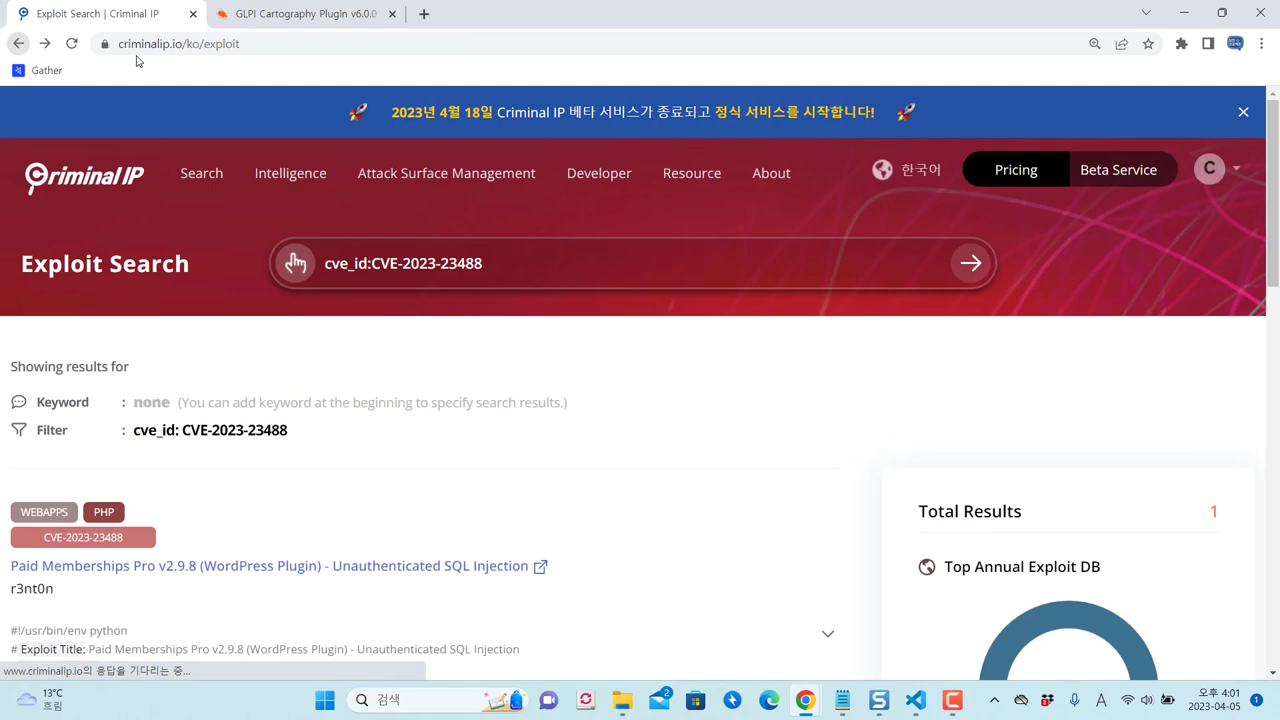 Exploit Search | Criminal IP
GLPI Cartography Plugin v6.0.0
criminalip.io/ko/exploit
Gather
2023년 4월 18일 Criminal IP 베타 서비스가 종료되고 정식 서비스를 시작합니다!
Criminal IP
Search
Intelligence
Attack Surface Management
Developer
Resource
About
한국어
Pricing
Beta Service
C
Exploit Search
cve_id:CVE-2023-23488
Showing results for
Keyword : none (You can add keyword at the beginning to specify search results.)
Filter : cve_id: CVE-2023-23488
WEBAPPS PHP
CVE-2023-23488
Paid Memberships Pro v2.9.8 (WordPress Plugin) - Unauthenticated SQL Injection
r3nt0n
#!/usr/bin/env python
# Exploit Title: Paid Memberships Pro v2.9.8 (WordPress Plugin) - Unauthenticated SQL Injection
Total Results 1
Top Annual Exploit DB
www.criminalip.io의 응답을 기다리는 중...
13°C
흐림
검색
2
A
오후 4:01
2023-04-05
1